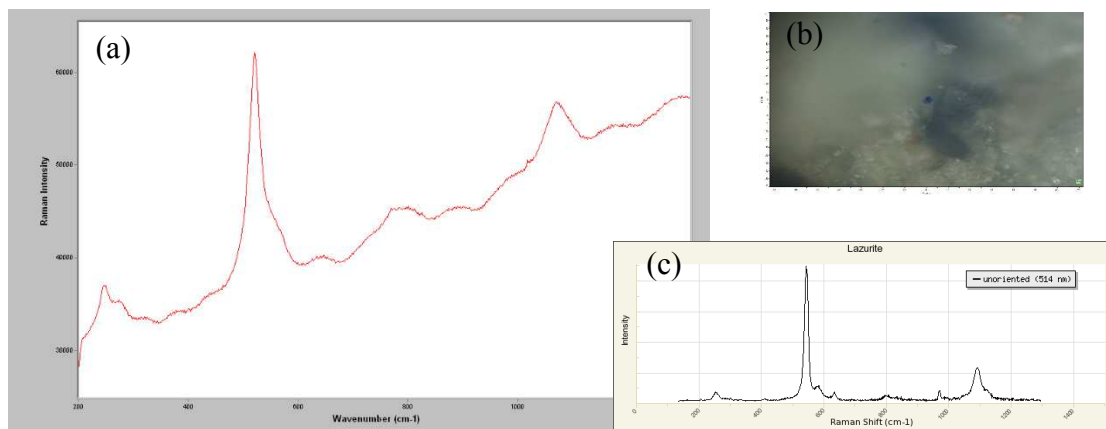 (a)
60000
50000
40000
30000
Raman Intensity
200
400
600
800
1000
Wavenumber (cm-1)
(b)
(c)
Lazurite
unoriented (514 nm)
Intensity
0
200
400
600
800
1000
1200
1400
Raman Shift (cm-1)